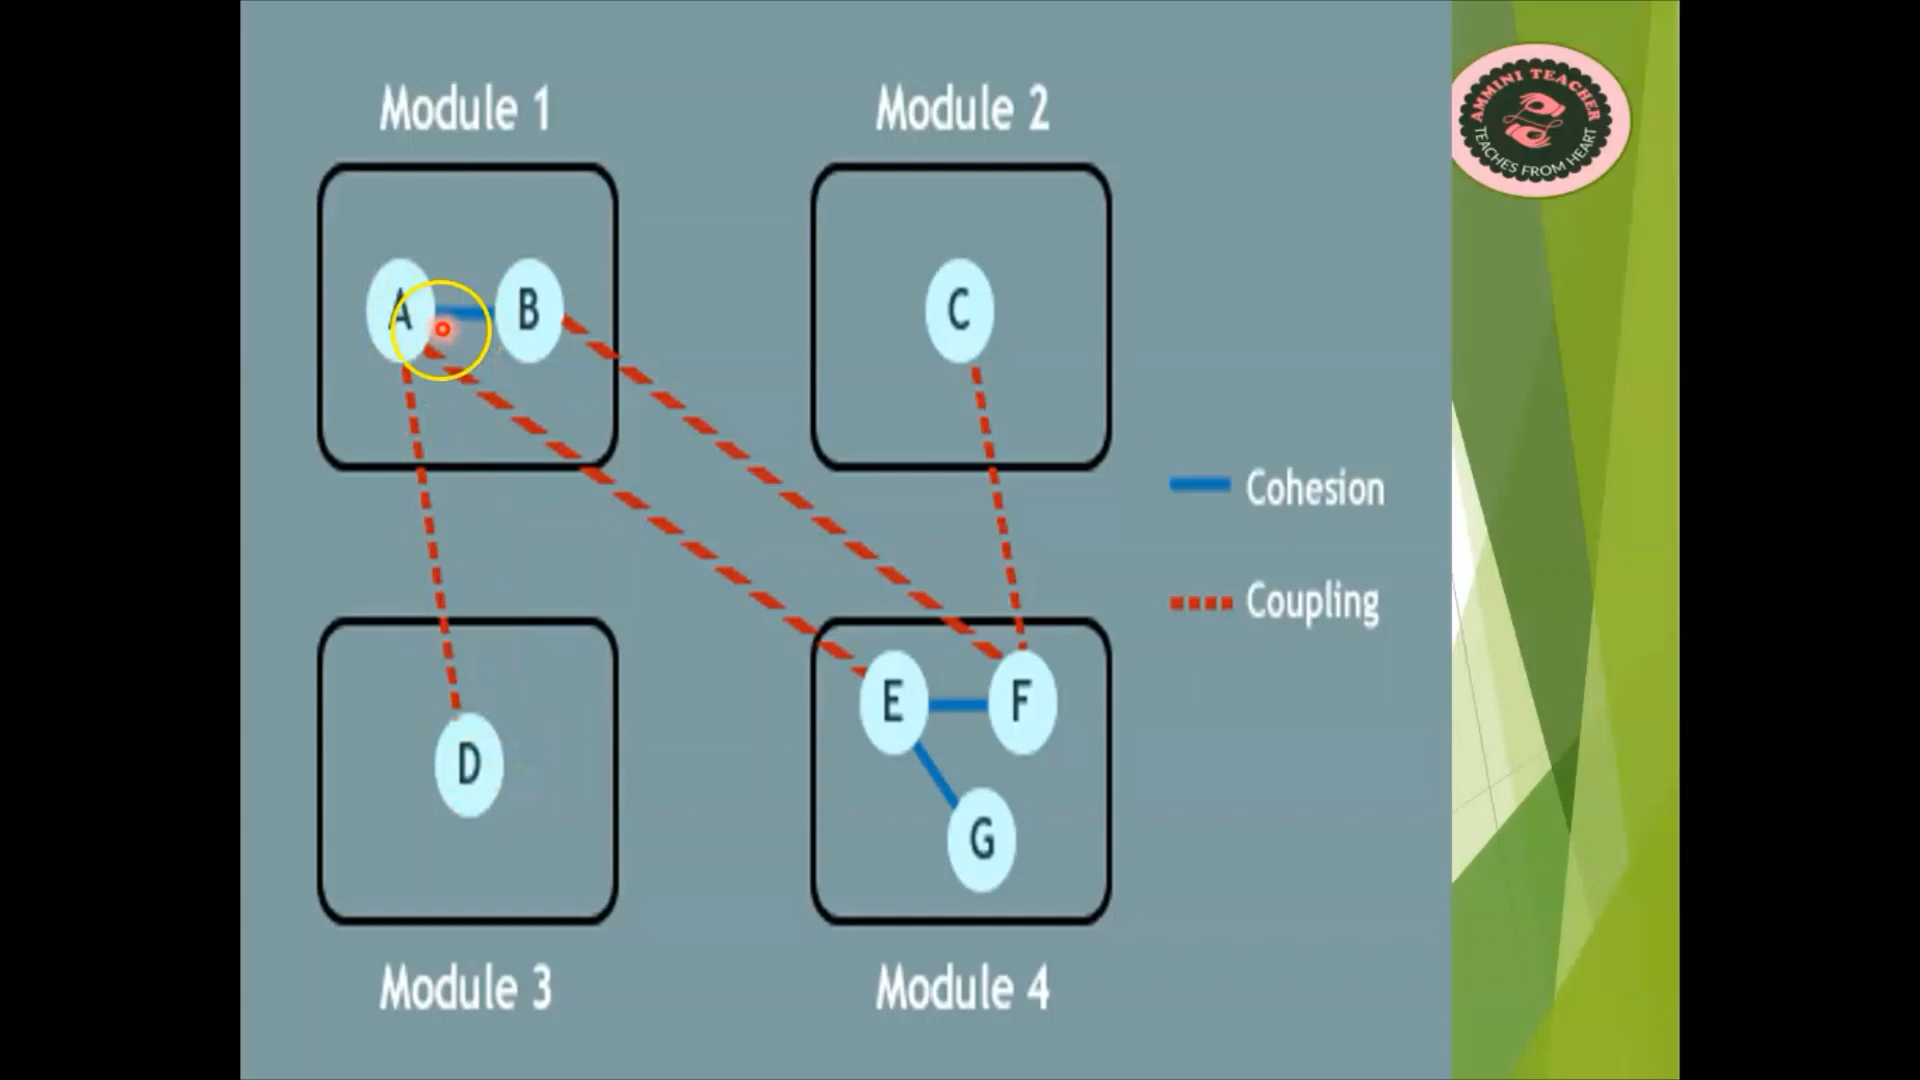 Module 1
Module 2
AMMINI TEACHER
TEACHES FROM HEART
A
B
C
Cohesion
Coupling
E
F
D
G
Module 3
Module 4